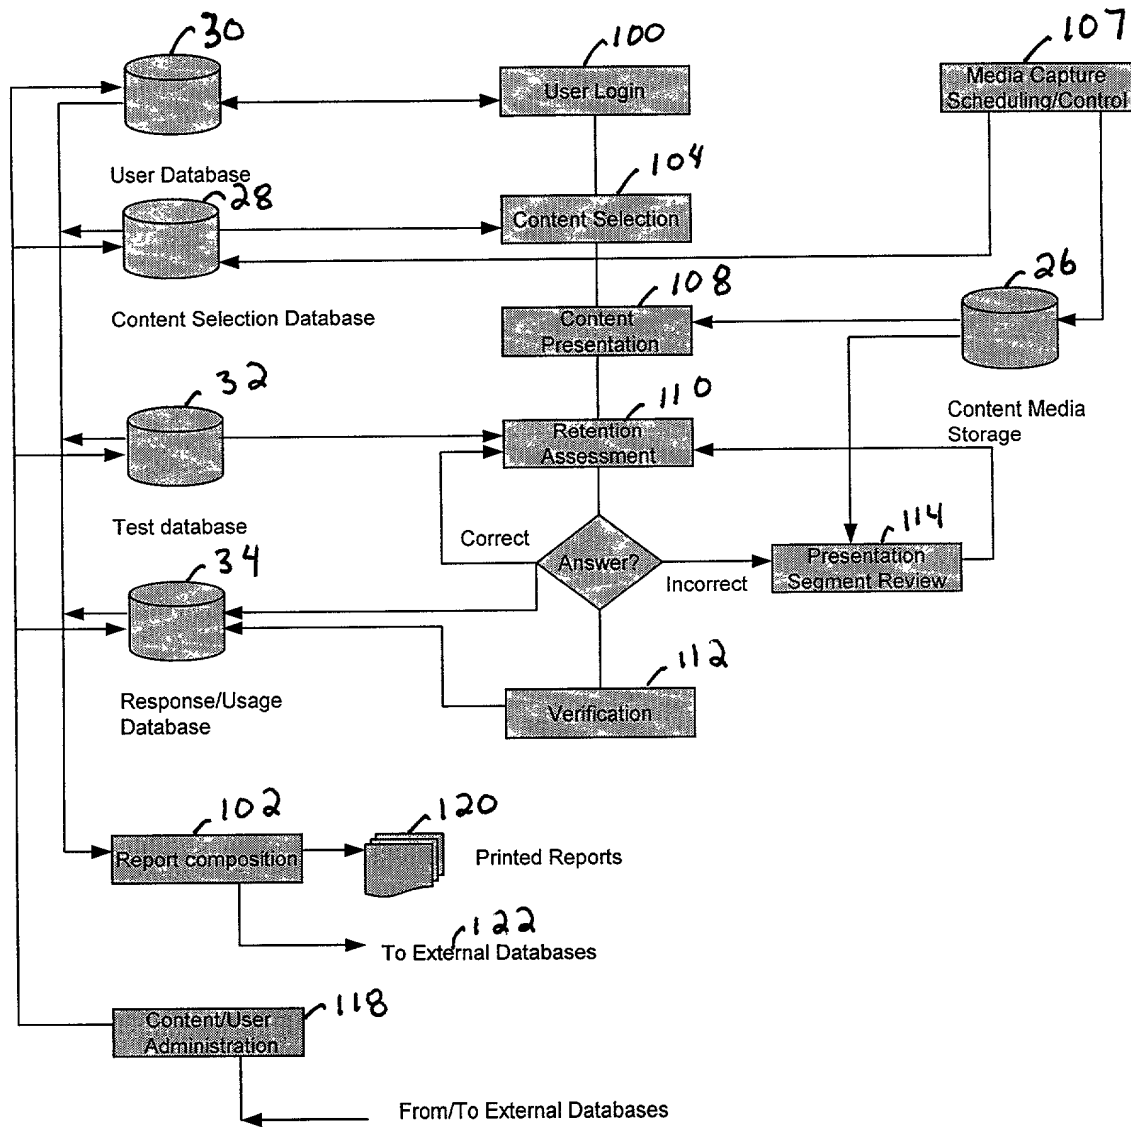 30
100
107
User Login
Media Capture
Scheduling/Control
User Database
104
28
Content Selection
108
26
Content Selection Database
Content
Presentation
32
110
Content Media
Storage
Retention
Assessment
Test database
Correct
114
34
Answer?
Presentation
Segment Review
Incorrect
112
Response/Usage
Database
Verification
102
120
Report composition
Printed Reports
122
To External Databases
118
Content/User
Administration
From/To External Databases